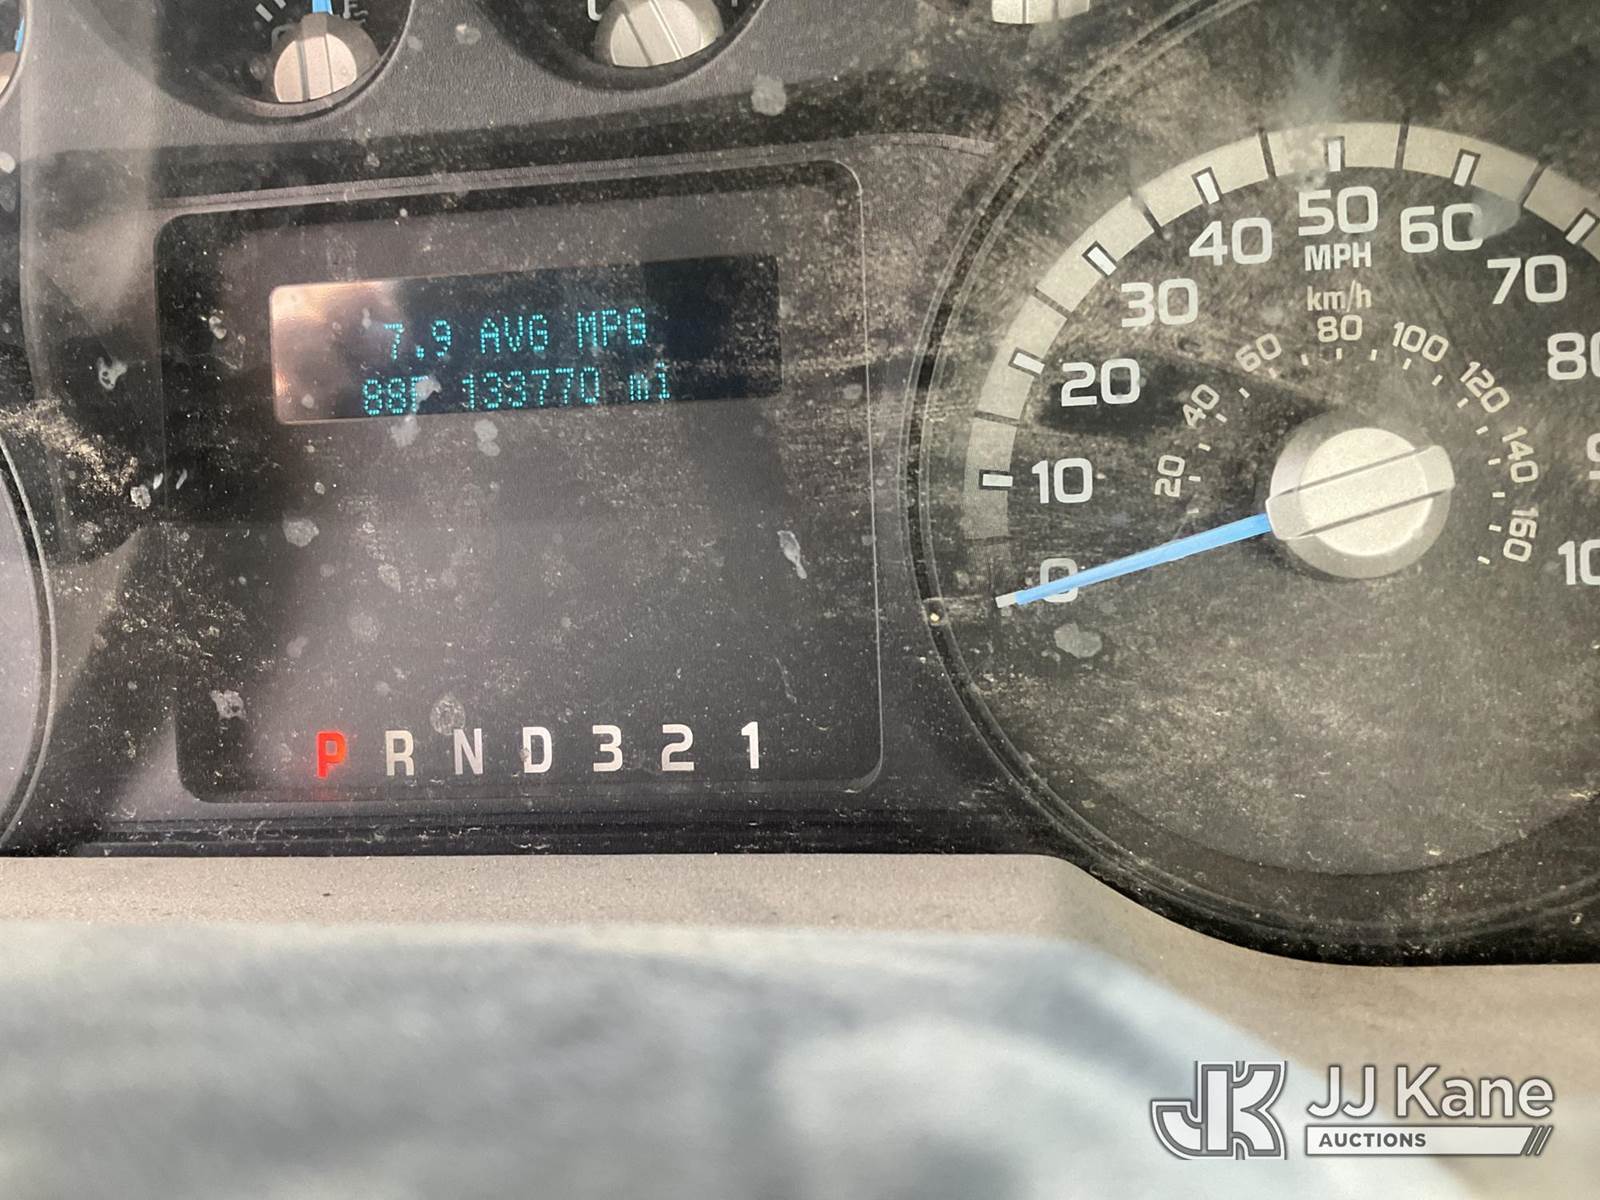 7.9 AVG MPG
88F 133770 mi
P R N D 3 2 1
0 10 20 30 40 50 60 70 80
MPH
km/h
20 40 60 80 100 120 140 160
JJ Kane
AUCTIONS